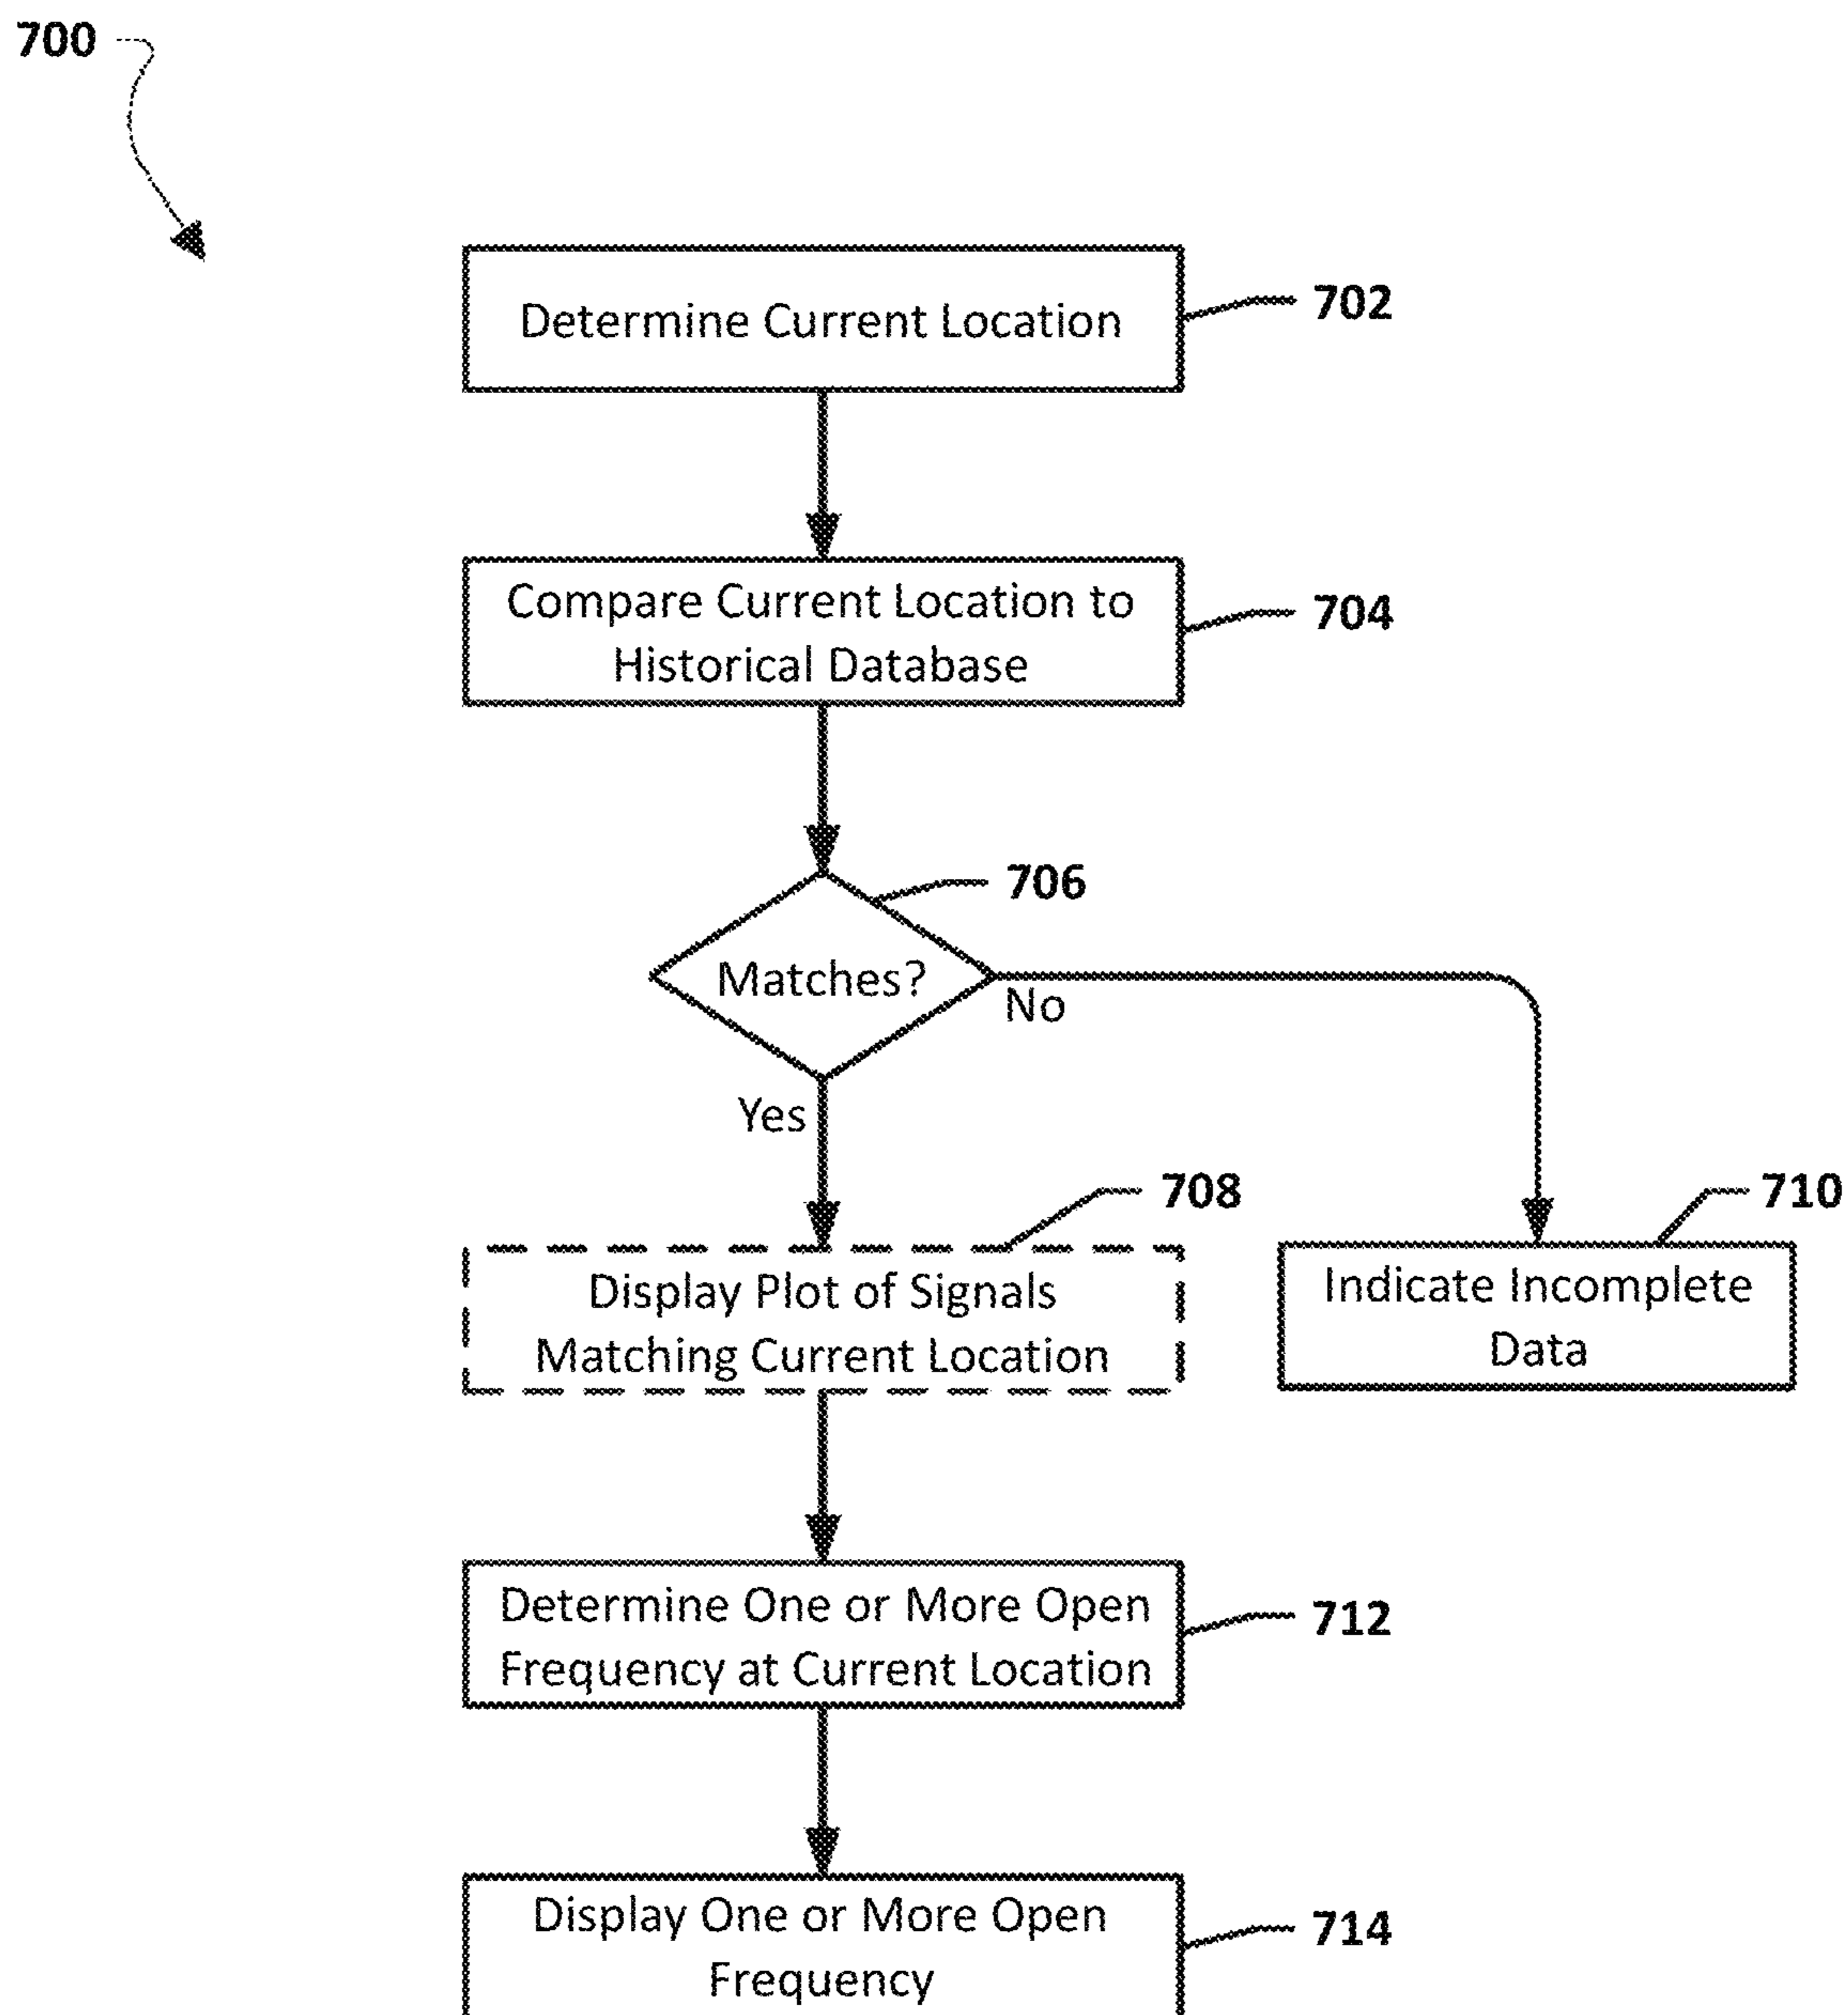 700
Determine Current Location
702
Compare Current Location to
Historical Database
704
706
Matches?
No
Yes
708
Display Plot of Signals
Matching Current Location
710
Indicate Incomplete
Data
Determine One or More Open
Frequency at Current Location
712
Display One or More Open
Frequency
714